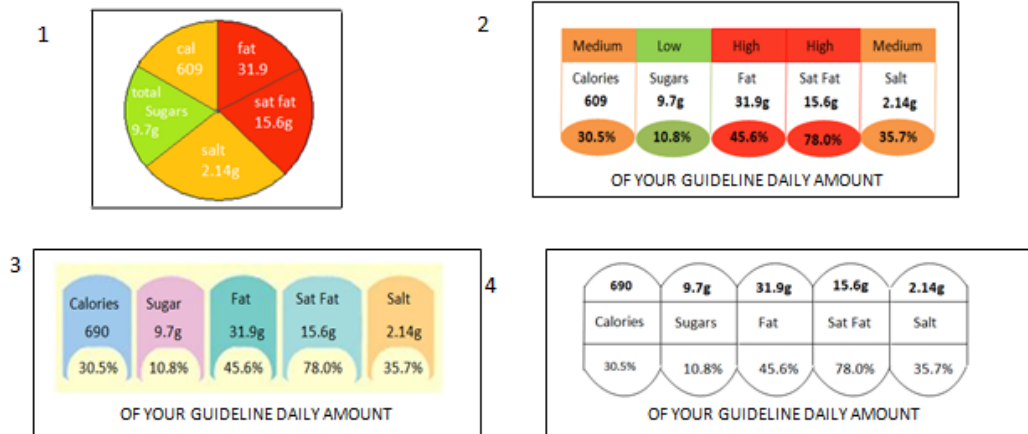 1
cal
609
fat
31.9
total
Sugars
9.7g
sat fat
15.6g
salt
2.14g
2
Medium Low High High Medium
Calories Sugars Fat Sat Fat Salt
609 9.7g 31.9g 15.6g 2.14g
30.5% 10.8% 45.6% 78.0% 35.7%
OF YOUR GUIDELINE DAILY AMOUNT
3
Calories Sugar Fat Sat Fat Salt
690 9.7g 31.9g 15.6g 2.14g
30.5% 10.8% 45.6% 78.0% 35.7%
OF YOUR GUIDELINE DAILY AMOUNT
4
690 9.7g 31.9g 15.6g 2.14g
Calories Sugars Fat Sat Fat Salt
30.5% 10.8% 45.6% 78.0% 35.7%
OF YOUR GUIDELINE DAILY AMOUNT